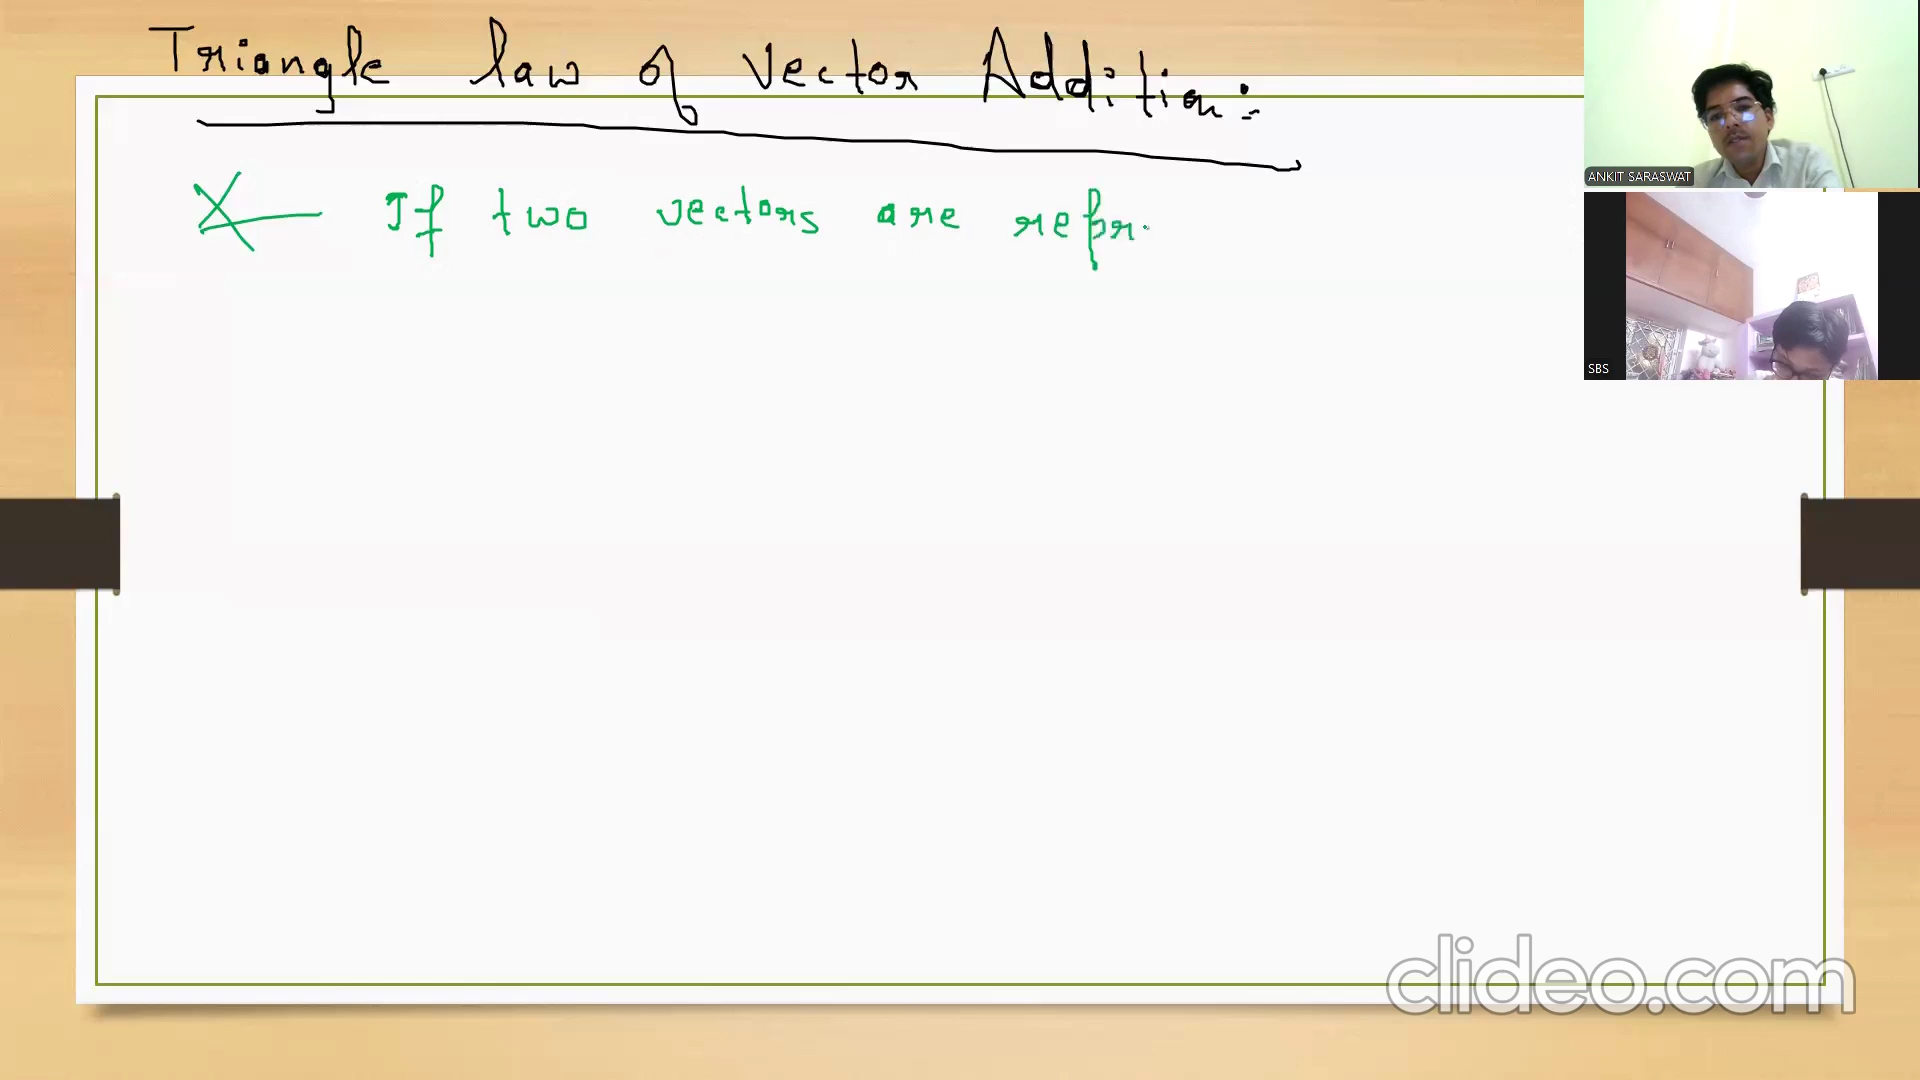 Triangle law of Vector Addition:-
If two vectors are repr
ANKIT SARASWAT
SBS
clideo.com